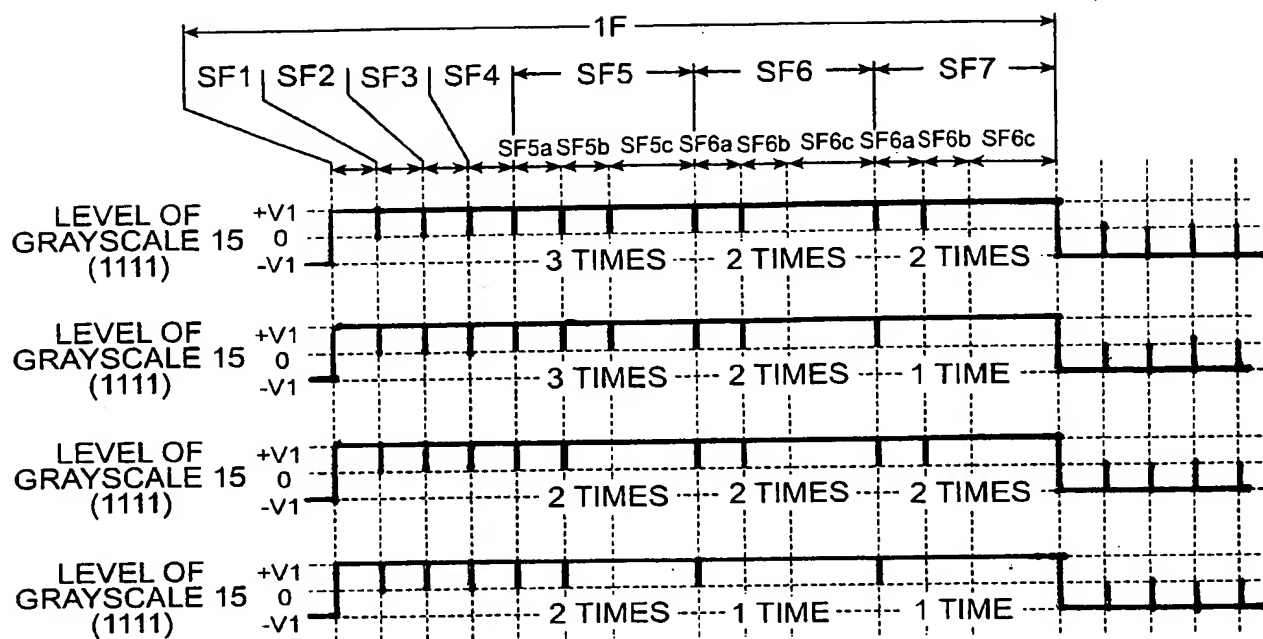 1F
SF1 SF2 SF3 SF4 SF5 SF6 SF7
SF5a SF5b SF5c SF6a SF6b SF6c SF6a SF6b SF6c
LEVEL OF
GRAYSCALE 15
(1111)
+V1
0
-V1
3 TIMES 2 TIMES 2 TIMES
LEVEL OF
GRAYSCALE 15
(1111)
+V1
0
-V1
3 TIMES 2 TIMES 1 TIME
LEVEL OF
GRAYSCALE 15
(1111)
+V1
0
-V1
2 TIMES 2 TIMES 2 TIMES
LEVEL OF
GRAYSCALE 15
(1111)
+V1
0
-V1
2 TIMES 1 TIME 1 TIME